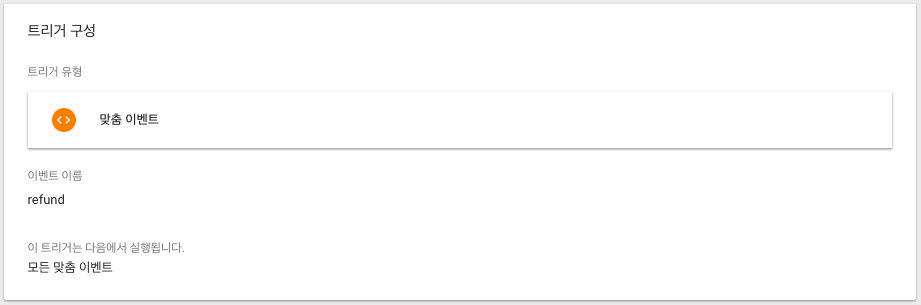 트리거 구성
트리거 유형
맞춤 이벤트
이벤트 이름
refund
이 트리거는 다음에서 실행됩니다.
모든 맞춤 이벤트